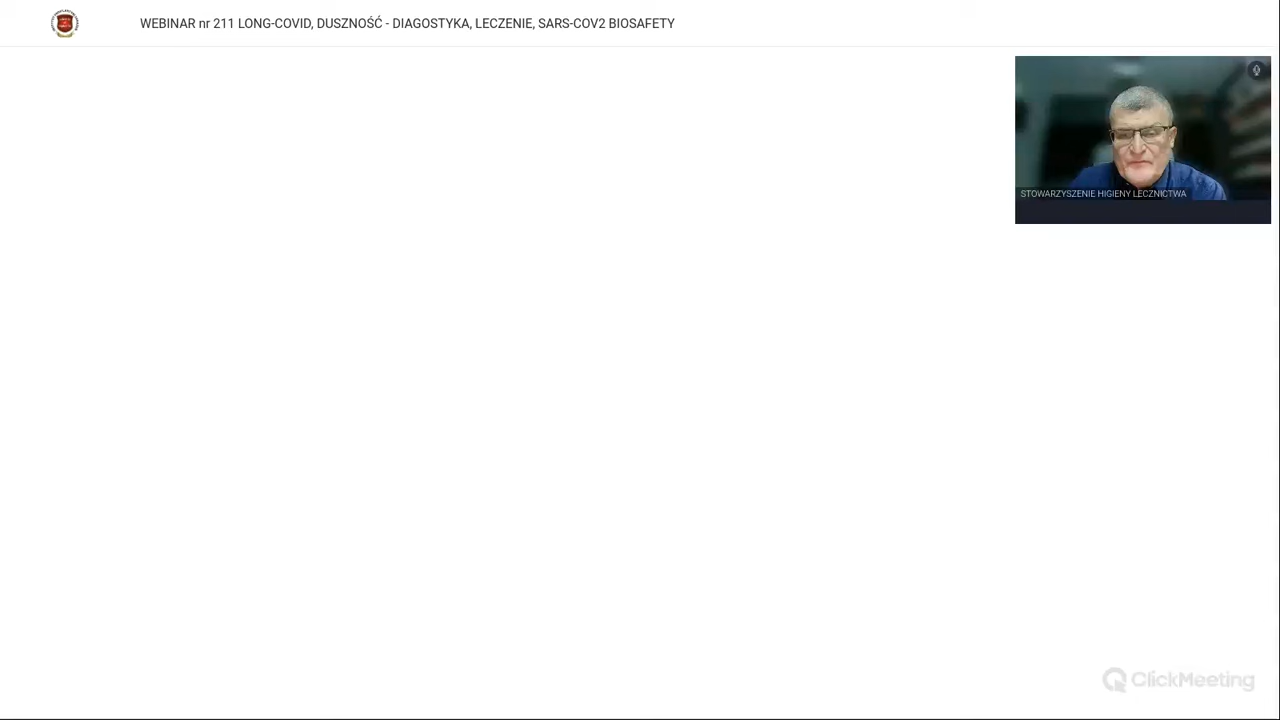 WEBINAR nr 211 LONG-COVID, DUSZNOŚĆ - DIAGOSTYKA, LECZENIE, SARS-COV2 BIOSAFETY
STOWARZYSZENIE HIGIENY LECZNICTWA
ClickMeeting